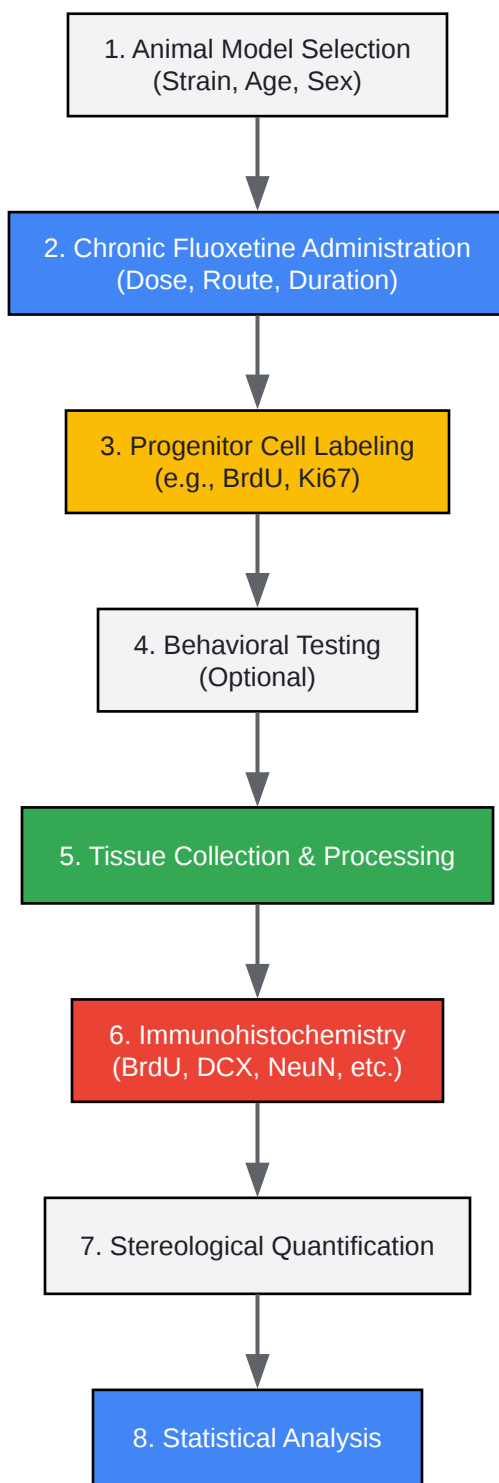 1. Animal Model Selection
(Strain, Age, Sex)
2. Chronic Fluoxetine Administration
(Dose, Route, Duration)
3. Progenitor Cell Labeling
(e.g., BrdU, Ki67)
4. Behavioral Testing
(Optional)
5. Tissue Collection & Processing
6. Immunohistochemistry
(BrdU, DCX, NeuN, etc.)
7. Stereological Quantification
8. Statistical Analysis